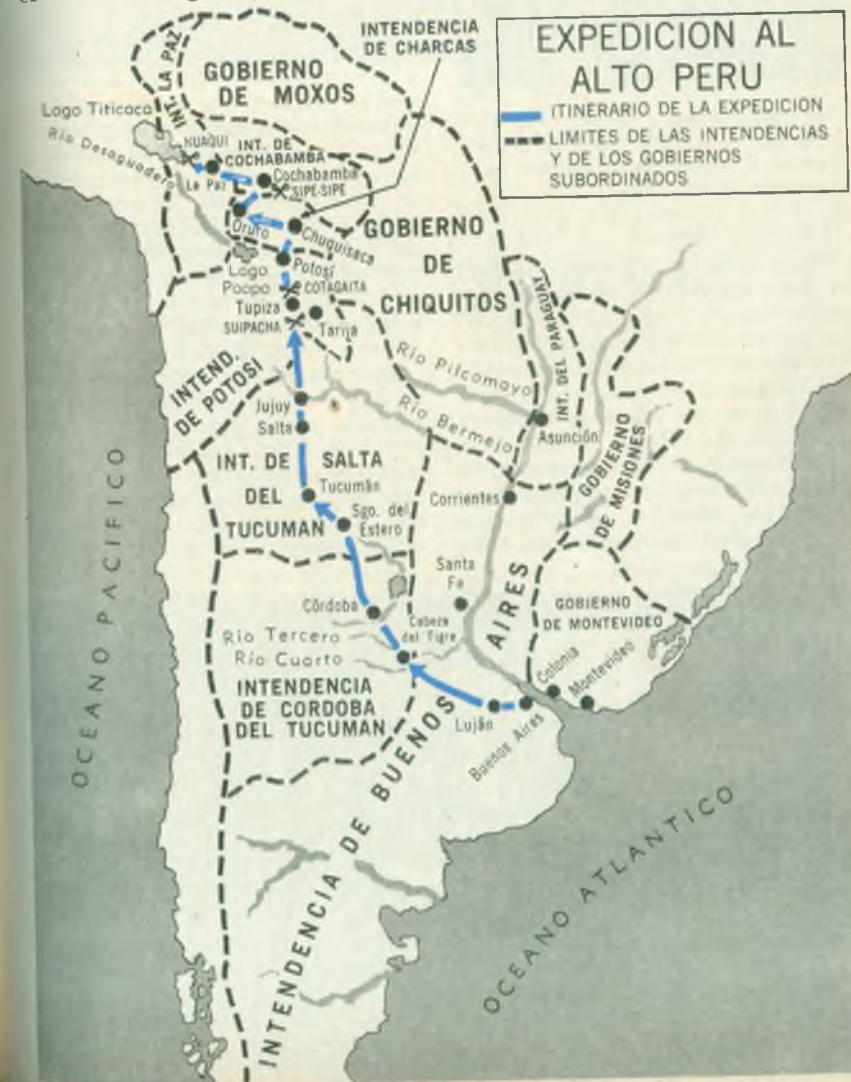 EXPEDICION AL
ALTO PERU
ITINERARIO DE LA EXPEDICION
LIMITES DE LAS INTENDENCIAS
Y DE LOS GOBIERNOS
SUBORDINADOS
INTENDENCIA
DE CHARCAS
INT. LA PAZ
GOBIERNO
DE MOXOS
Lago Titicaca
Río Desaguadero
HUAQUI
INT. DE
COCHABAMBA
La Paz
Cochabamba
SIPE-SIPE
Oruro
Chuquisaca
GOBIERNO
DE
CHIQUITOS
Lago
Poopo
Potosí
COTAGAITA
Tupiza
SUIPACHA
Tarija
INTEND.
DE POTOSI
Río Pilcomayo
Río Bermejo
INT. DEL PARAGUAY
Asunción
GOBIERNO
DE MISIONES
Jujuy
Salta
INT. DE SALTA
DEL
TUCUMAN
Tucumán
Sgo. del
Estero
Corrientes
Santa
Fe
Córdoba
Cabeza
del Tigre
Río Tercero
Río Cuarto
GOBIERNO
DE MONTEVIDEO
Colonia
Montevideo
INTENDENCIA
DE CORDOBA
DEL TUCUMAN
Luján
Buenos Aires
INTENDENCIA DE BUENOS AIRES
OCEANO PACIFICO
OCEANO ATLANTICO